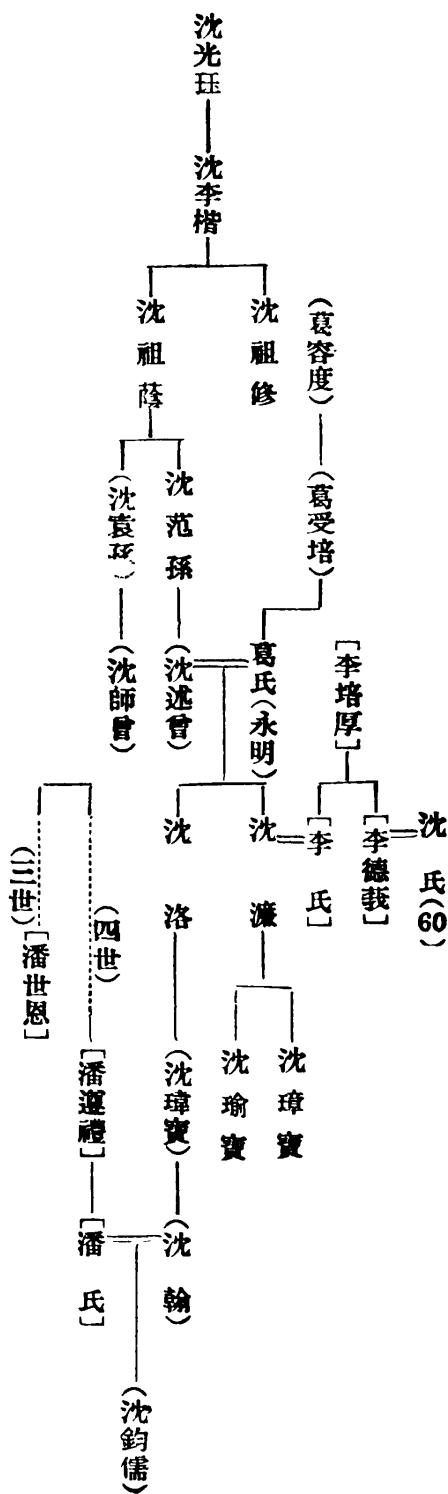 沈光珏
沈李楷
沈祖修
沈祖蔭
(葛容度)
(葛受培)
沈范孫
(沈袁孫)
(沈述曾)
(沈師曾)
葛氏(永明)
[李培厚]
沈氏(60)
[李德莪]
[李氏]
沈濂
沈洛
沈璋寶
沈瑜寶
(沈瑋寶)
(四世)
(三世)
[潘世恩]
[潘遵禮]
(沈翰)
[潘氏]
(沈鈞儒)